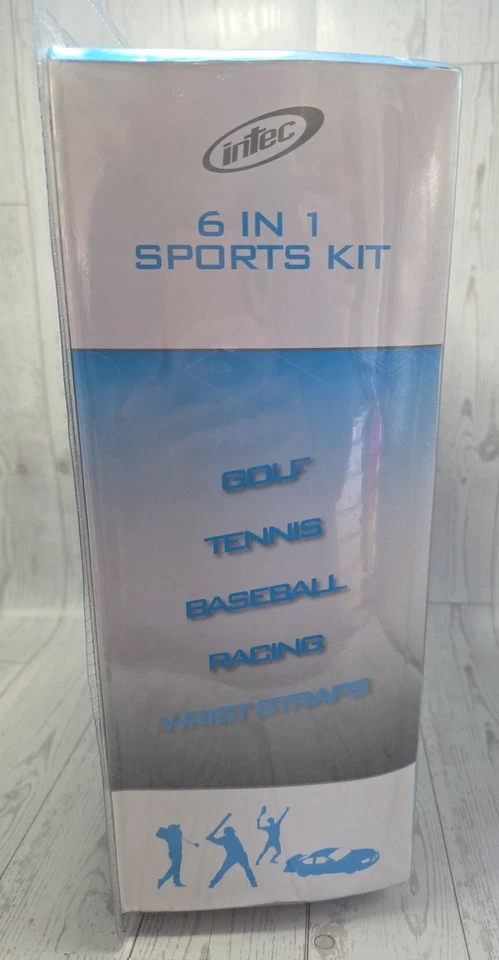 intec
6 IN 1
SPORTS KIT
GOLF
TENNIS
BASEBALL
RACING
WRIST STRAPS